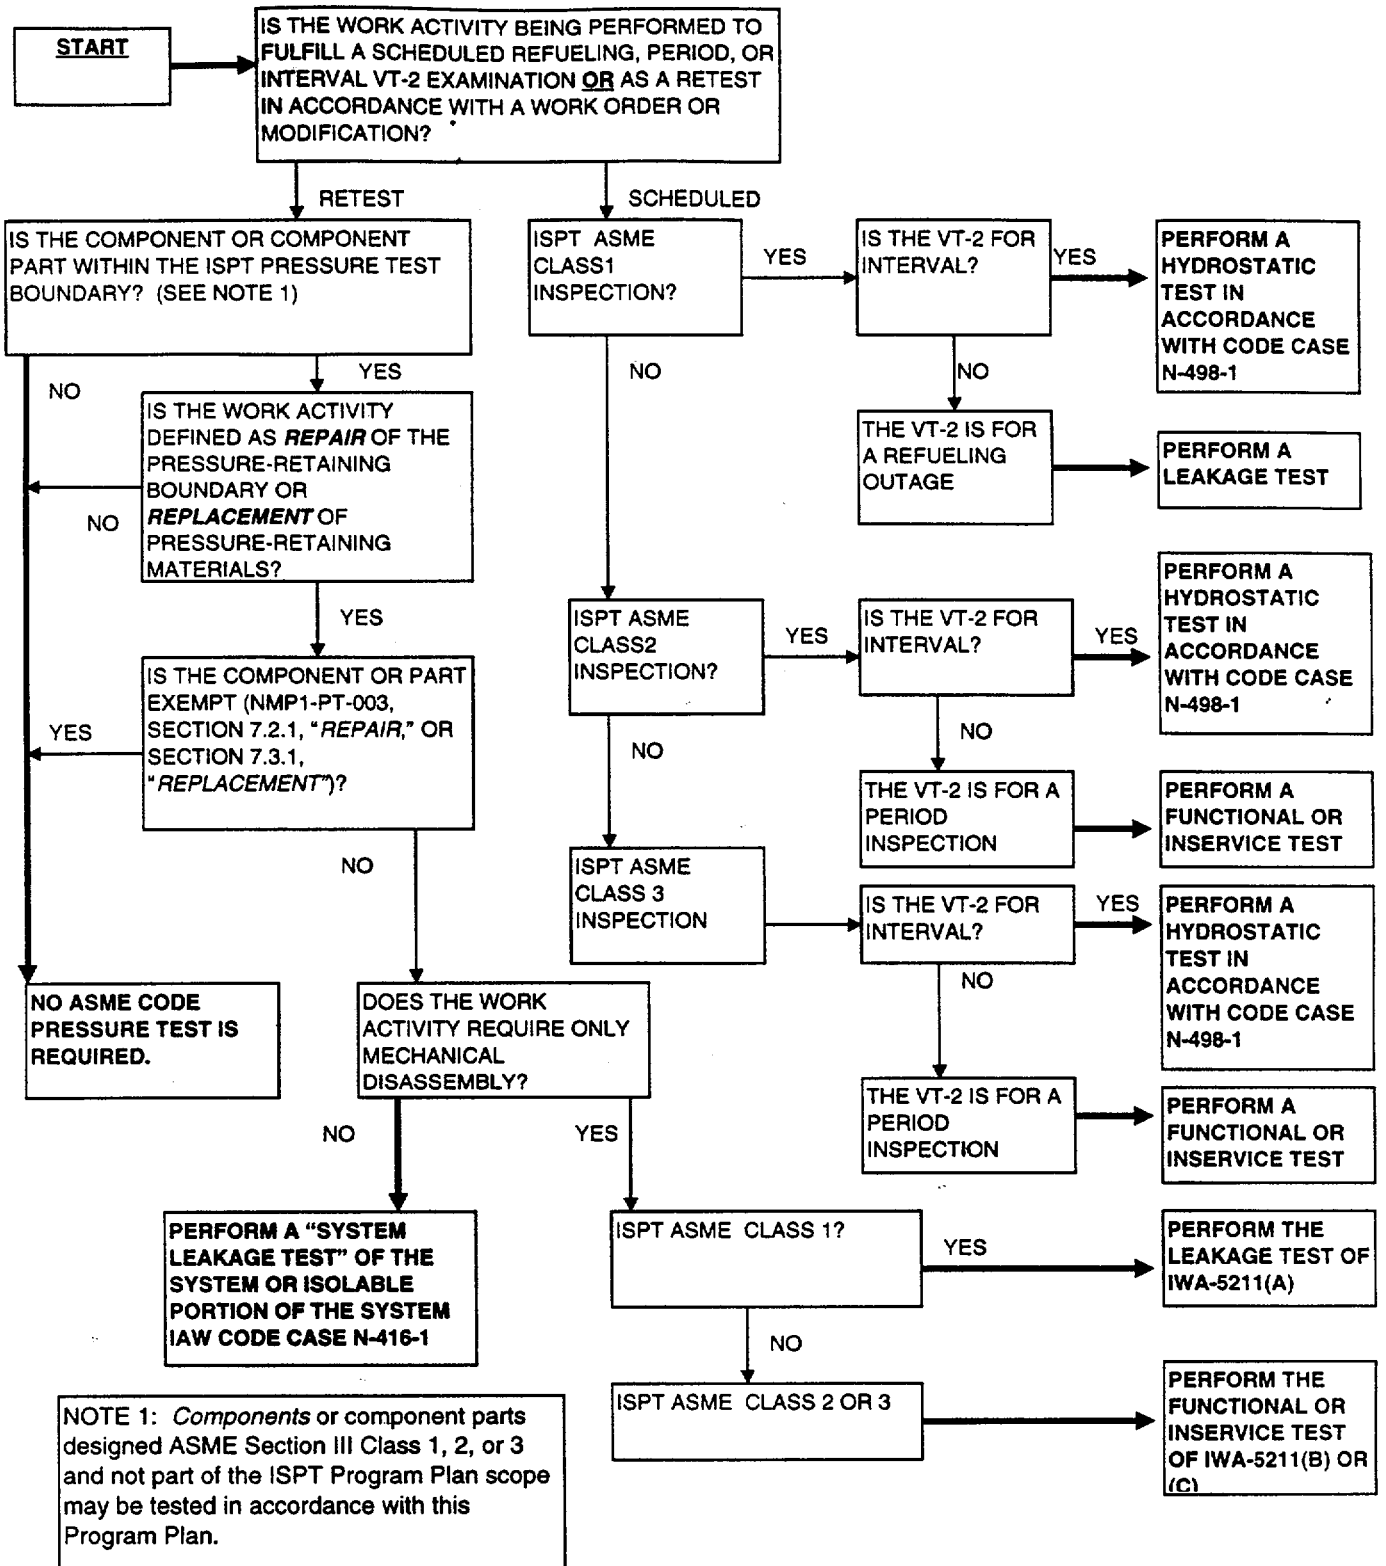 START
IS THE WORK ACTIVITY BEING PERFORMED TO
FULFILL A SCHEDULED REFUELING, PERIOD, OR
INTERVAL VT-2 EXAMINATION OR AS A RETEST
IN ACCORDANCE WITH A WORK ORDER OR
MODIFICATION?
RETEST
SCHEDULED
IS THE COMPONENT OR COMPONENT
PART WITHIN THE ISPT PRESSURE TEST
BOUNDARY? (SEE NOTE 1)
ISPT ASME
CLASS1
INSPECTION?
YES
IS THE VT-2 FOR
INTERVAL?
YES
PERFORM A
HYDROSTATIC
TEST IN
ACCORDANCE
WITH CODE CASE
N-498-1
NO
YES
NO
NO
IS THE WORK ACTIVITY
DEFINED AS REPAIR OF THE
PRESSURE-RETAINING
BOUNDARY OR
REPLACEMENT OF
PRESSURE-RETAINING
MATERIALS?
NO
THE VT-2 IS FOR
A REFUELING
OUTAGE
PERFORM A
LEAKAGE TEST
YES
ISPT ASME
CLASS2
INSPECTION?
YES
IS THE VT-2 FOR
INTERVAL?
YES
PERFORM A
HYDROSTATIC
TEST IN
ACCORDANCE
WITH CODE CASE
N-498-1
IS THE COMPONENT OR PART
EXEMPT (NMP1-PT-003,
SECTION 7.2.1, "REPAIR," OR
SECTION 7.3.1,
"REPLACEMENT")?
YES
NO
NO
NO
THE VT-2 IS FOR A
PERIOD
INSPECTION
PERFORM A
FUNCTIONAL OR
INSERVICE TEST
ISPT ASME
CLASS 3
INSPECTION
IS THE VT-2 FOR
INTERVAL?
YES
PERFORM A
HYDROSTATIC
TEST IN
ACCORDANCE
WITH CODE CASE
N-498-1
NO
THE VT-2 IS FOR A
PERIOD
INSPECTION
PERFORM A
FUNCTIONAL OR
INSERVICE TEST
NO ASME CODE
PRESSURE TEST IS
REQUIRED.
DOES THE WORK
ACTIVITY REQUIRE ONLY
MECHANICAL
DISASSEMBLY?
NO
YES
PERFORM A "SYSTEM
LEAKAGE TEST" OF THE
SYSTEM OR ISOLABLE
PORTION OF THE SYSTEM
IAW CODE CASE N-416-1
ISPT ASME CLASS 1?
YES
PERFORM THE
LEAKAGE TEST OF
IWA-5211(A)
NO
ISPT ASME CLASS 2 OR 3
PERFORM THE
FUNCTIONAL OR
INSERVICE TEST
OF IWA-5211(B) OR
(C)
NOTE 1: Components or component parts
designed ASME Section III Class 1, 2, or 3
and not part of the ISPT Program Plan scope
may be tested in accordance with this
Program Plan.